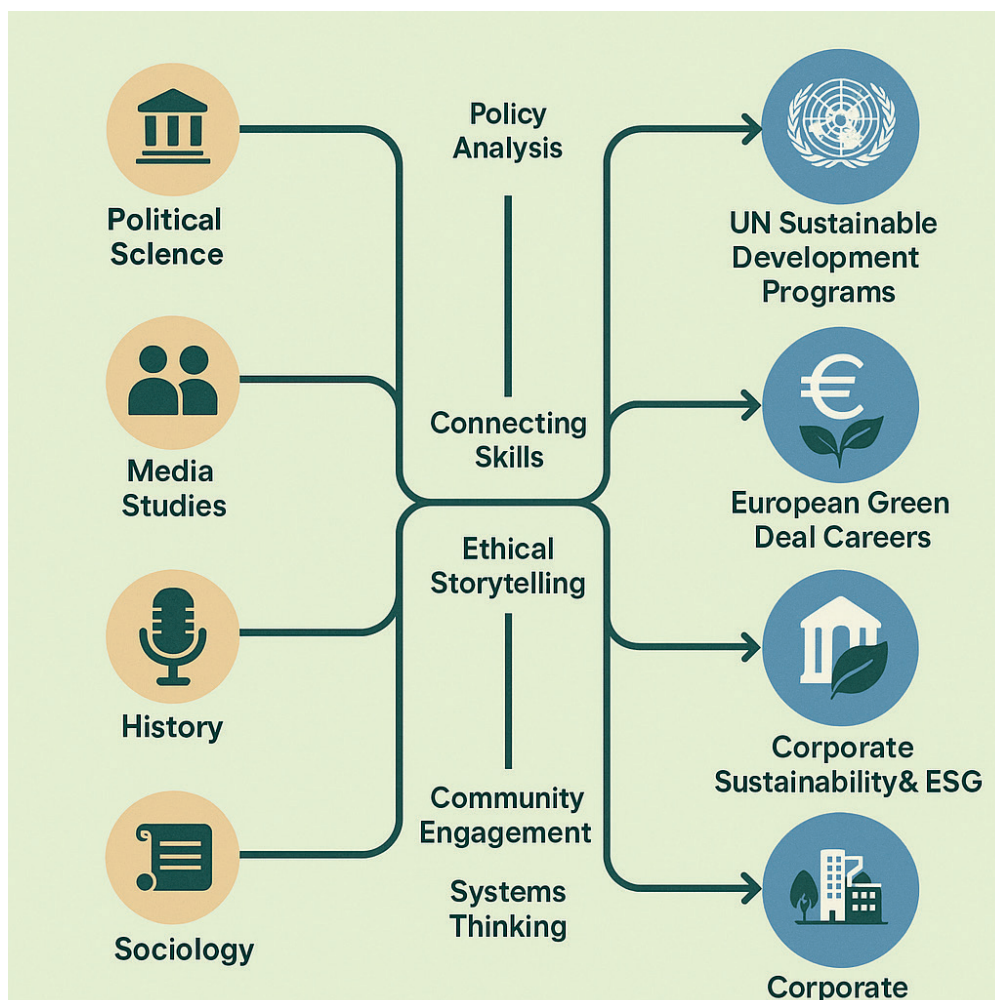 Political
Sclence
Media
Studies
History
Sociology
Policy
Analysis
Connecting
Skills
Ethical
Storytelling
Community
Engagement
Systems
Thinking
UN Sustainable
Development
Programs
€
European Green
Deal Careers
Corporate
Sustainability& ESG
Corporate